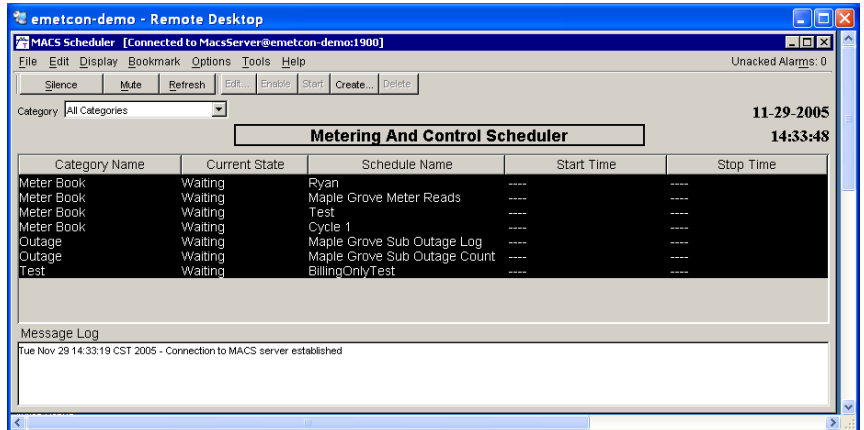 emetcon-demo - Remote Desktop
MACS Scheduler [Connected to MacsServer@emetcon-demo:1900]
File Edit Display Bookmark Options Tools Help Unacked Alarms: 0
Silence Mute Refresh Edit... Enable Start Create... Delete
Category All Categories 11-29-2005
Metering And Control Scheduler 14:33:48
Category Name Current State Schedule Name Start Time Stop Time
Meter Book Waiting Ryan ---- ----
Meter Book Waiting Maple Grove Meter Reads ---- ----
Meter Book Waiting Test ---- ----
Meter Book Waiting Cycle 1 ---- ----
Outage Waiting Maple Grove Sub Outage Log ---- ----
Outage Waiting Maple Grove Sub Outage Count ---- ----
Test Waiting BillingOnlyTest ---- ----
Message Log
Tue Nov 29 14:33:19 CST 2005 - Connection to MACS server established